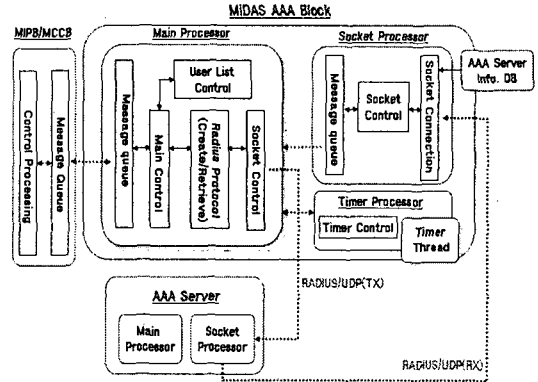 MIDAS AAA Block
MIPB/MCCB
Main Processor
Socket Processor
Control Processing
Message Queue
Message queue
User List
Control
Main Control
Radius Protocol
(Create/Retrieve)
Socket Control
Message queue
Socket
Control
Socket Connection
AAA Server
Info. DB
Timer Processor
Timer Control
Timer
Thread
RADIUS/UDP(TX)
AAA Server
Main
Processor
Socket
Processor
RADIUS/UDP(RX)